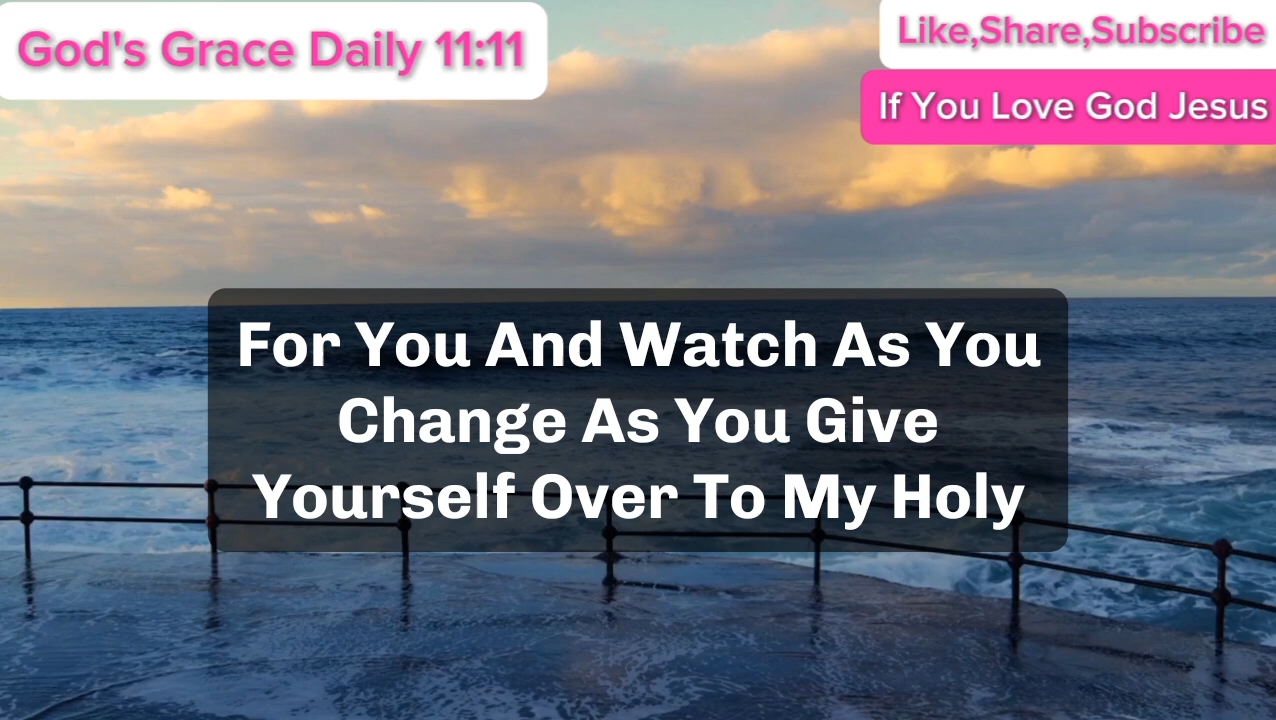 God's Grace Daily 11:11
Like,Share,Subscribe
If You Love God Jesus
For You And Watch As You
Change As You Give
Yourself Over To My Holy